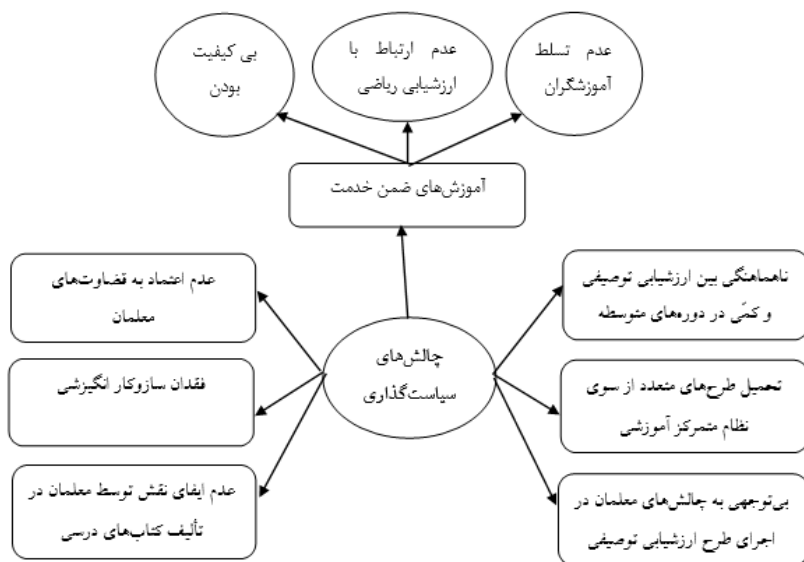 عدم تسلط
آموزشگران
عدم ارتباط با
ارزشیابی ریاضی
بی کیفیت
بودن
آموزش‌های ضمن خدمت
ناهماهنگی بین ارزشیابی توصیفی
و کمّی در دوره‌های متوسطه
عدم اعتماد به قضاوت‌های
معلمان
چالش‌های
سیاست‌گذاری
تحمیل طرح‌های متعدد از سوی
نظام متمرکز آموزشی
فقدان سازوکار انگیزشی
بی‌توجهی به چالش‌های معلمان در
اجرای طرح ارزشیابی توصیفی
عدم ایفای نقش توسط معلمان در
تألیف کتاب‌های درسی